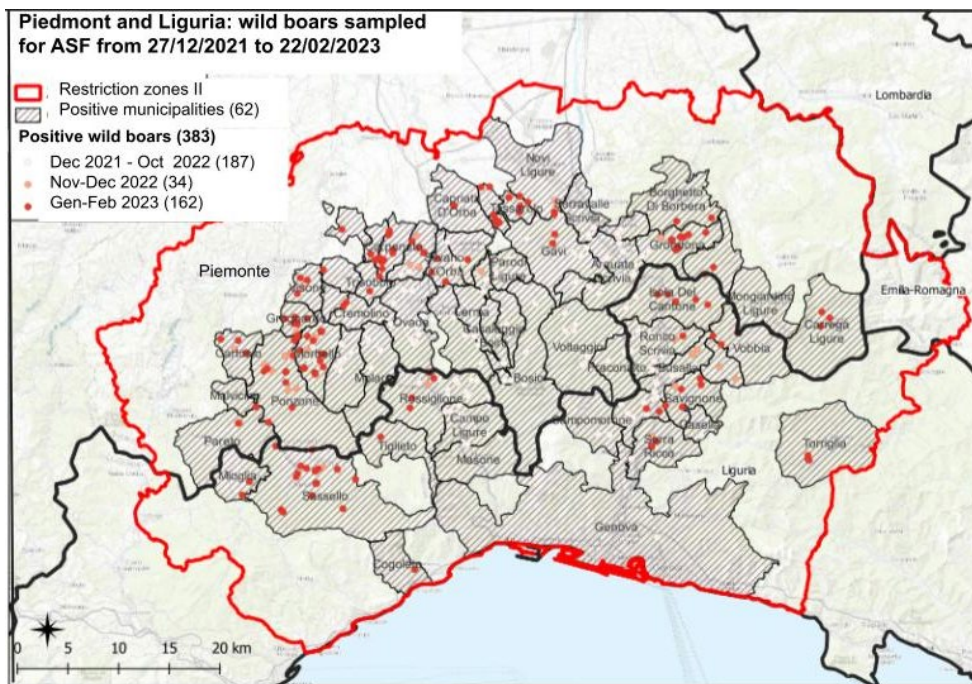 Piedmont and Liguria: wild boars sampled
for ASF from 27/12/2021 to 22/02/2023
Restriction zones II
Positive municipalities (62)
Positive wild boars (383)
Dec 2021 - Oct 2022 (187)
Nov-Dec 2022 (34)
Gen-Feb 2023 (162)
Lombardia
Novi
Ligure
Capriata
D'Orba
Borghetto
Di Borbera
Serravalle
Scrivia
Gavi
Parodi
Ligure
Arquata
Scrivia
Piemonte
Emilia-Romagna
Isola Del
Cantone
Mongiardino
Ligure
Cremolino
Ovada
Lerma
Carrega
Ligure
Voltaggio
Ronco
Scrivia
Vobbia
Fraconalto
Busalla
Bosio
Ponzone
Rossiglione
Savignone
Campo
Ligure
Campomorone
Casella
Pareto
Tiglieto
Masone
Serra
Riccò
Torriglia
Liguria
Mioglia
Sassello
Genova
Cogoleto
0 5 10 15 20 km